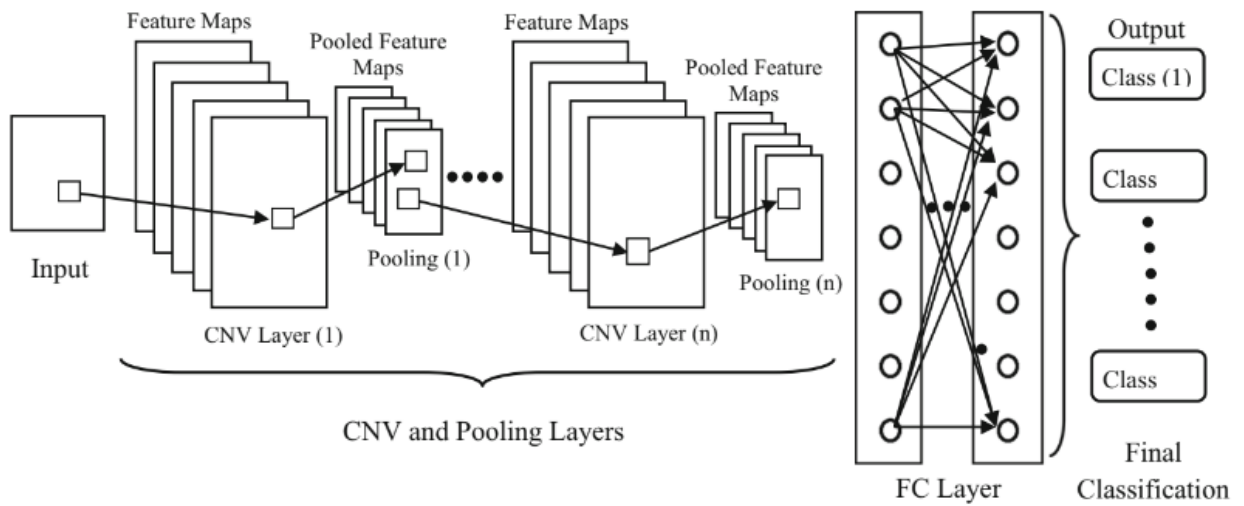 Feature Maps
Pooled Feature
Maps
Feature Maps
Pooled Feature
Maps
Output
Class (1)
Class
Class
Input
Pooling (1)
Pooling (n)
CNV Layer (1)
CNV Layer (n)
CNV and Pooling Layers
FC Layer
Final
Classification